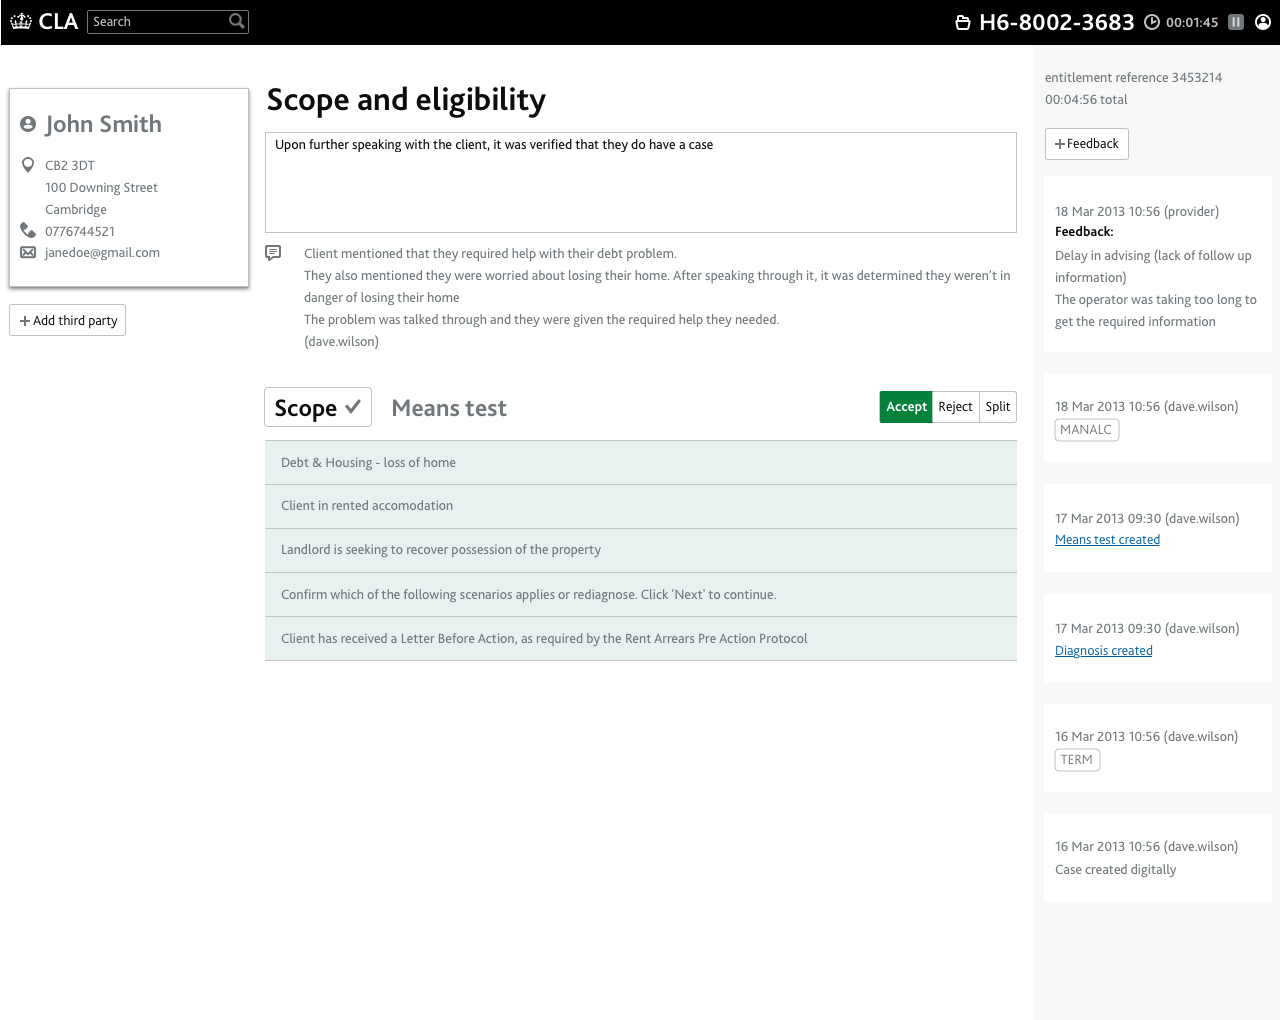 CLA
Search
H6-8002-3683
00:01:45
John Smith
CB2 3DT
100 Downing Street
Cambridge
0776744521
janedoe@gmail.com
Add third party
Scope and eligibility
Upon further speaking with the client, it was verified that they do have a case
Client mentioned that they required help with their debt problem.
They also mentioned they were worried about losing their home. After speaking through it, it was determined they weren't in
danger of losing their home
The problem was talked through and they were given the required help they needed.
(dave.wilson)
Scope
Means test
Accept
Reject
Split
Debt & Housing - loss of home
Client in rented accomodation
Landlord is seeking to recover possession of the property
Confirm which of the following scenarios applies or rediagnose. Click 'Next' to continue.
Client has received a Letter Before Action, as required by the Rent Arrears Pre Action Protocol
entitlement reference 3453214
00:04:56 total
Feedback
18 Mar 2013 10:56 (provider)
Feedback:
Delay in advising (lack of follow up
information)
The operator was taking too long to
get the required information
18 Mar 2013 10:56 (dave.wilson)
MANALC
17 Mar 2013 09:30 (dave.wilson)
Means test created
17 Mar 2013 09:30 (dave.wilson)
Diagnosis created
16 Mar 2013 10:56 (dave.wilson)
TERM
16 Mar 2013 10:56 (dave.wilson)
Case created digitally